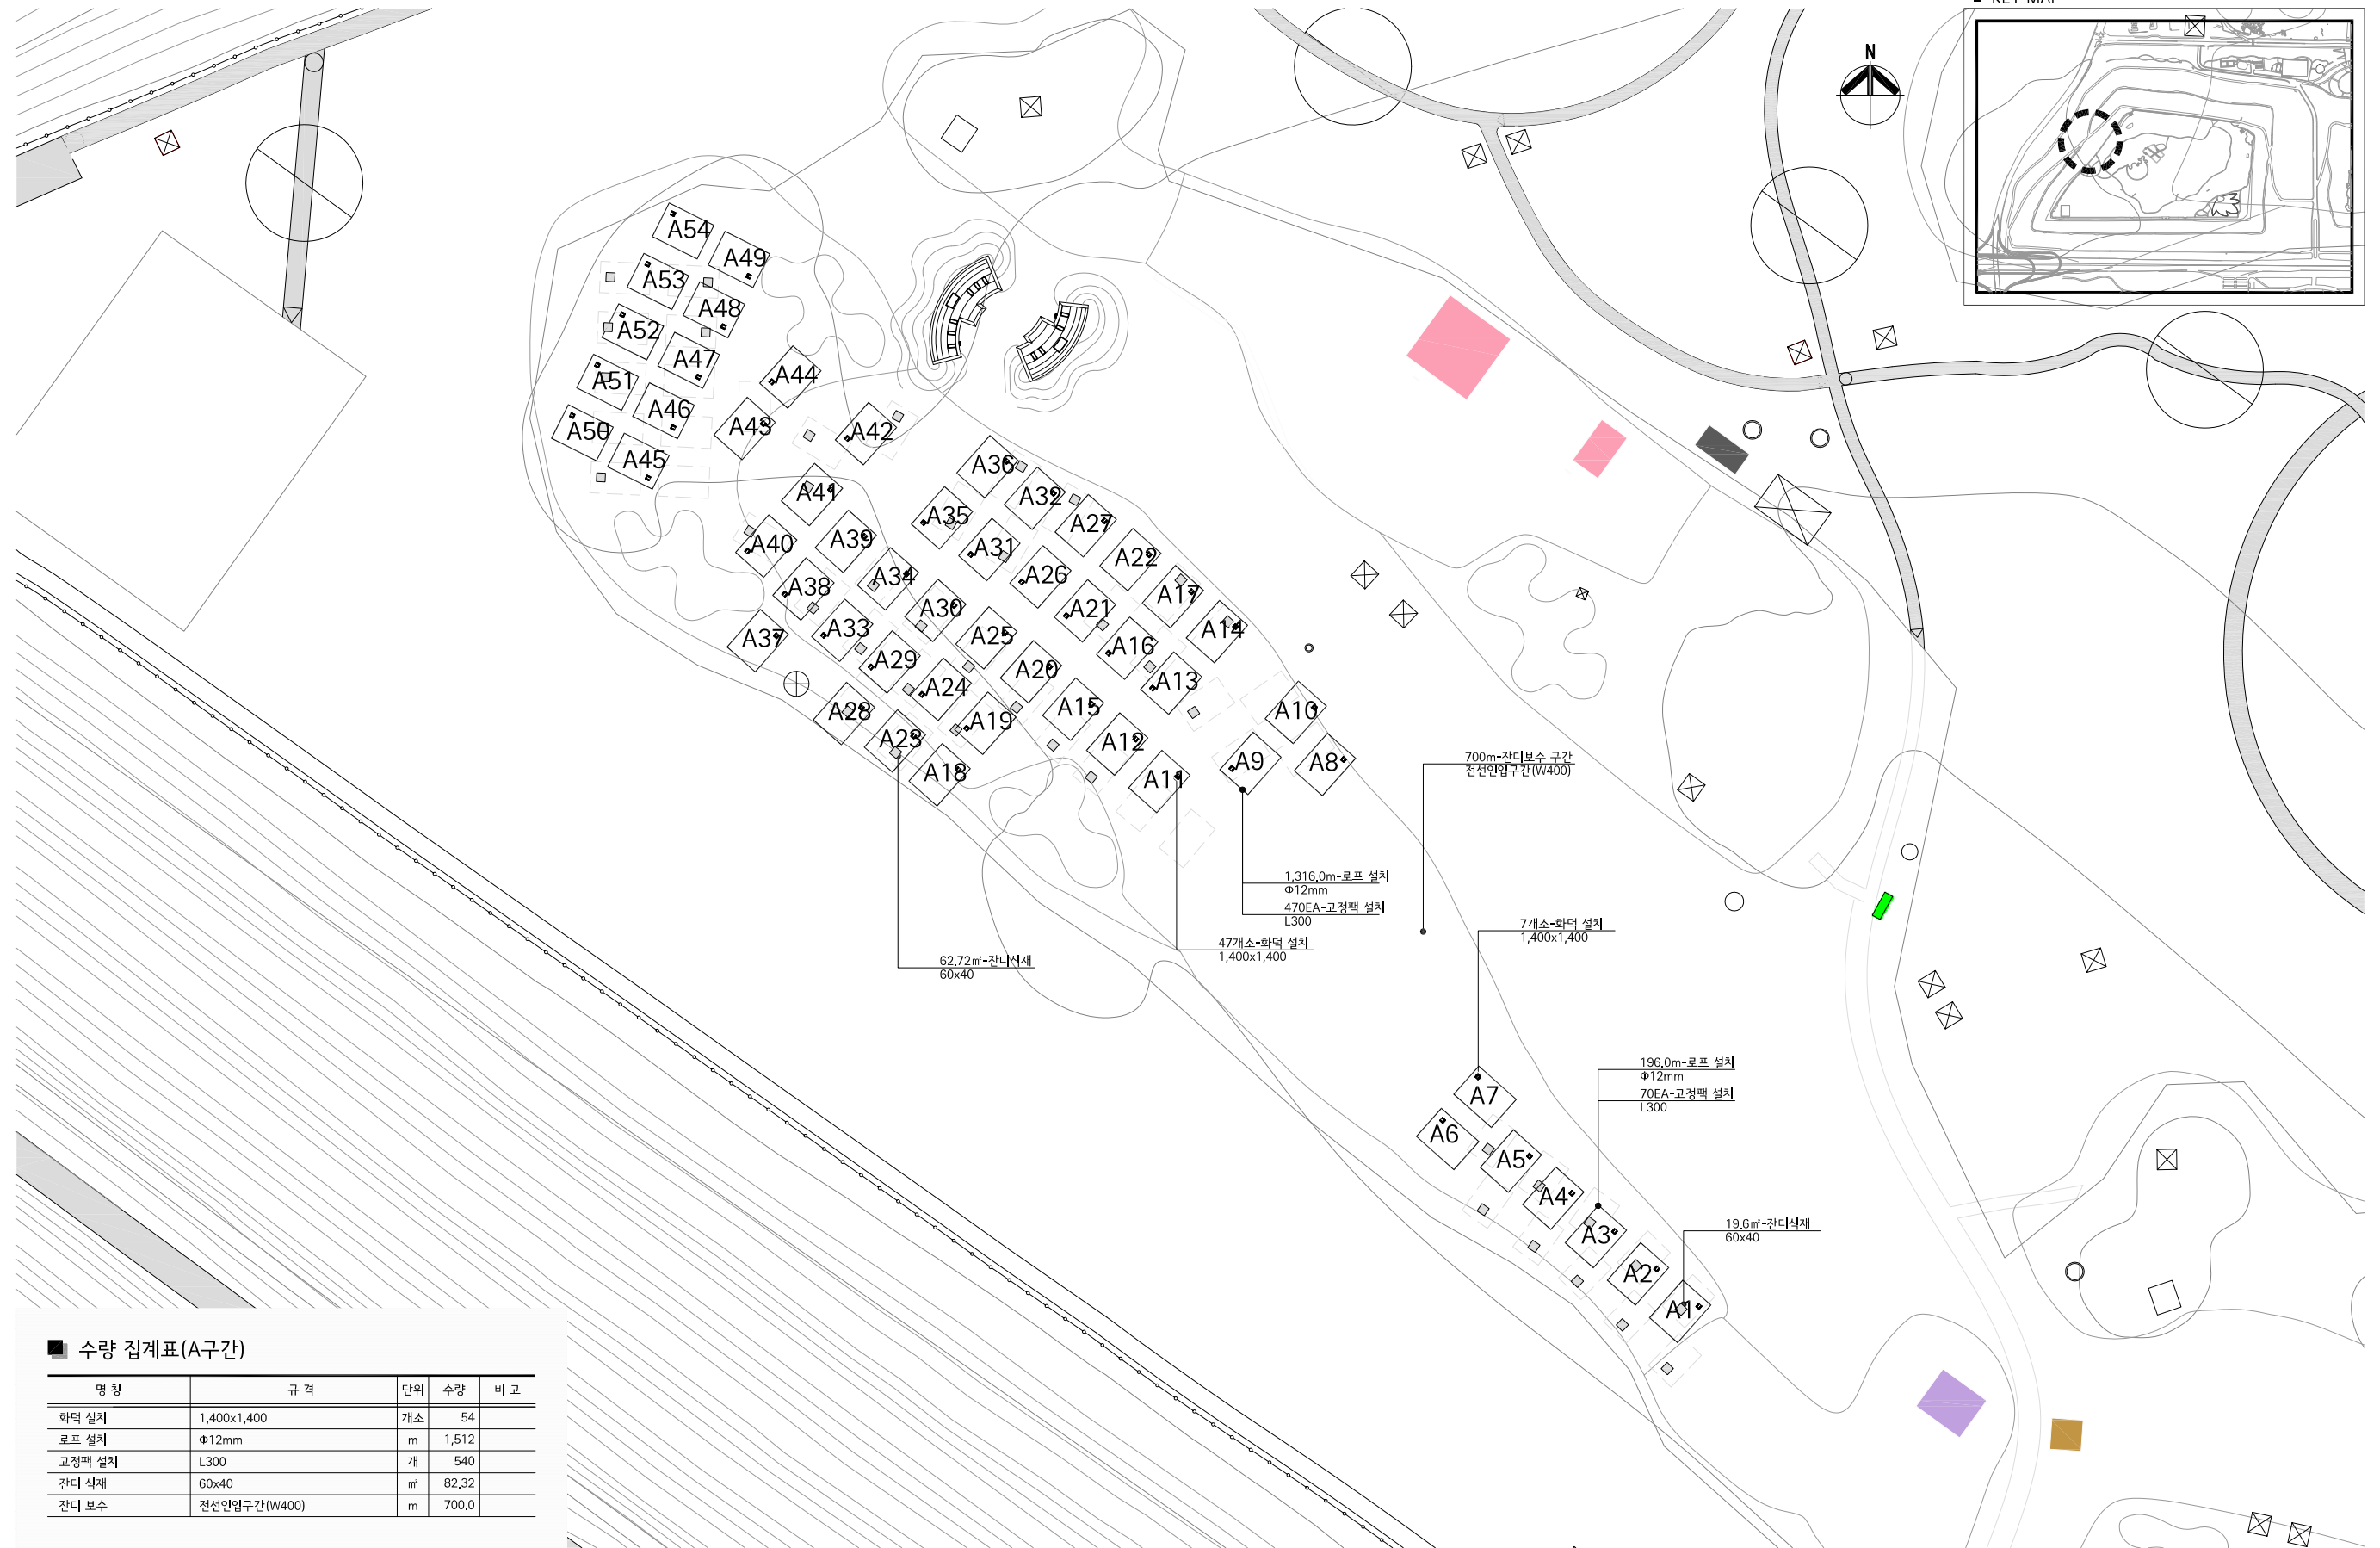 N
A54
A49
A53
A48
A52
A47
A44
A51
A46
A43
A42
A50
A45
A36
A41
A32
A35
A27
A40
A39
A31
A22
A34
A26
A38
A17
A30
A21
A33
A14
A37
A25
A16
A29
A20
A13
A24
A28
A15
A10
A19
A23
A12
A18
A11
A9
A8
700m-잔디보수 구간
전선인입구간(W400)
1,316.0m-로프 설치
Φ12mm
470EA-고정팩 설치
L300
47개소-화덕 설치
1,400x1,400
62.72㎡-잔디식재
60x40
7개소-화덕 설치
1,400x1,400
196.0m-로프 설치
Φ12mm
70EA-고정팩 설치
L300
A7
A6
A5
A4
A3
A2
A1
19.6㎡-잔디식재
60x40
수량 집계표(A구간)
명 칭 규 격 단위 수량 비 고
화덕 설치 1,400x1,400 개소 54
로프 설치 Φ12mm m 1,512
고정팩 설치 L300 개 540
잔디 식재 60x40 ㎡ 82.32
잔디 보수 전선인입구간(W400) m 700.0